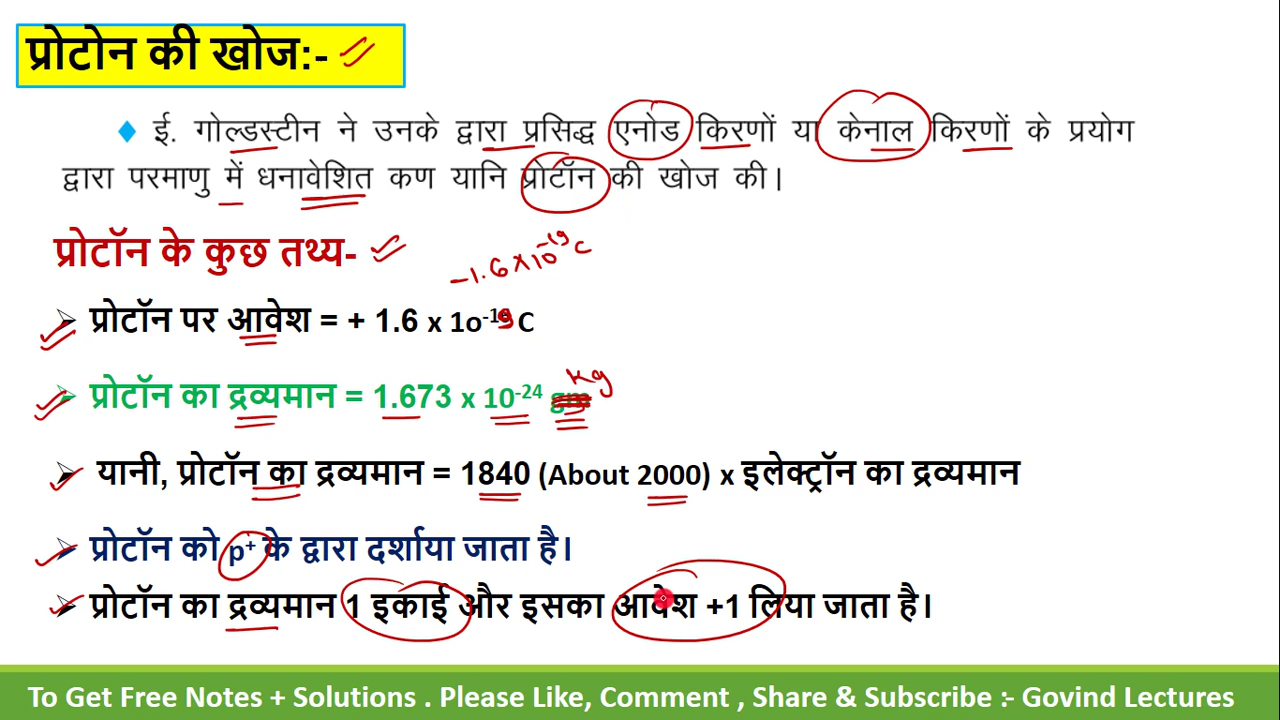 प्रोटोन की खोज:-
ई. गोल्डस्टीन ने उनके द्वारा प्रसिद्ध एनोड किरणों या केनाल किरणों के प्रयोग
द्वारा परमाणु में धनावेशित कण यानि प्रोटॉन की खोज की।
प्रोटॉन के कुछ तथ्य-
-1.6 × 10⁻¹⁹ C
प्रोटॉन पर आवेश = + 1.6 x 1o⁻¹⁹ C
प्रोटॉन का द्रव्यमान = 1.673 x 10⁻²⁴ gm kg
यानी, प्रोटॉन का द्रव्यमान = 1840 (About 2000) x इलेक्ट्रॉन का द्रव्यमान
प्रोटॉन को p⁺ के द्वारा दर्शाया जाता है।
प्रोटॉन का द्रव्यमान 1 इकाई और इसका आवेश +1 लिया जाता है।
To Get Free Notes + Solutions . Please Like, Comment , Share & Subscribe :- Govind Lectures